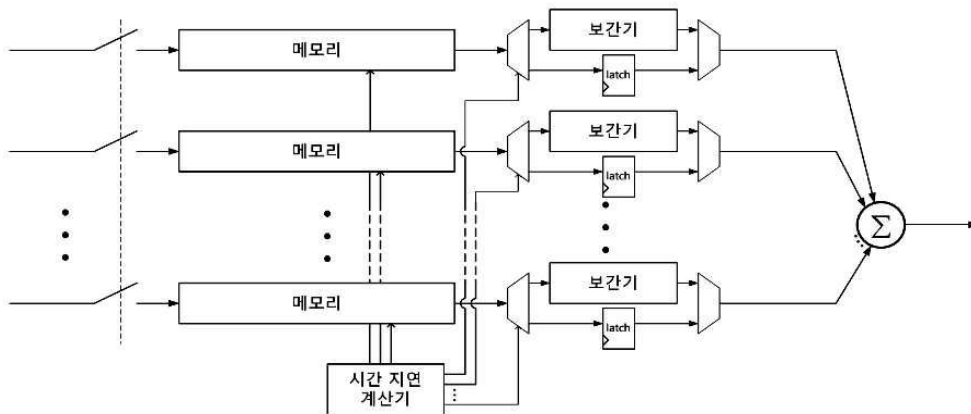 메모리
보간기
latch
메모리
보간기
latch
메모리
보간기
latch
시간 지연
계산기
Σ